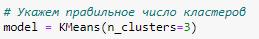 # Укажем правильное число кластеров
model = KMeans(n_clusters=3)